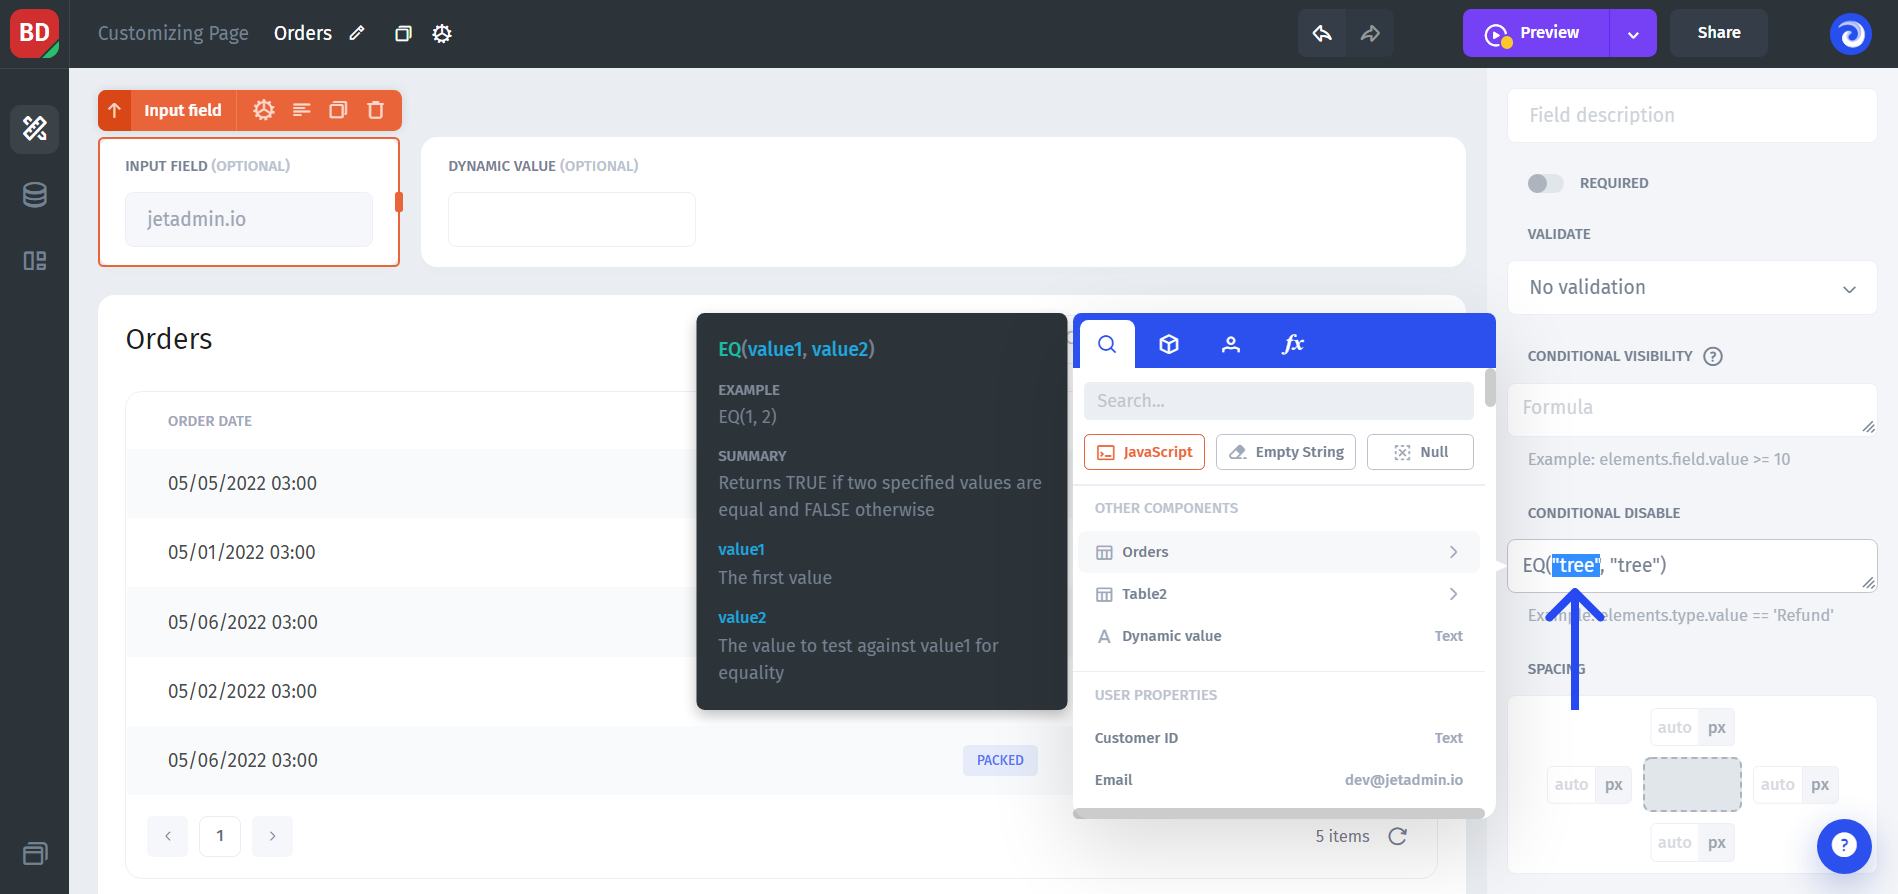 BD
Customizing Page
Orders
Preview
Share
Input field
INPUT FIELD (OPTIONAL)
jetadmin.io
DYNAMIC VALUE (OPTIONAL)
Orders
ORDER DATE
05/05/2022 03:00
05/01/2022 03:00
05/06/2022 03:00
05/02/2022 03:00
05/06/2022 03:00
PACKED
1
5 items
EQ(value1, value2)
EXAMPLE
EQ(1, 2)
SUMMARY
Returns TRUE if two specified values are
equal and FALSE otherwise
value1
The first value
value2
The value to test against value1 for
equality
fx
Search...
JavaScript
Empty String
Null
OTHER COMPONENTS
Orders
Table2
A Dynamic value
Text
USER PROPERTIES
Customer ID
Text
Email
dev@jetadmin.io
Field description
REQUIRED
VALIDATE
No validation
CONDITIONAL VISIBILITY ?
Formula
Example: elements.field.value >= 10
CONDITIONAL DISABLE
EQ("tree", "tree")
Example: elements.type.value == 'Refund'
SPACING
auto px
auto px
auto px
auto px
?